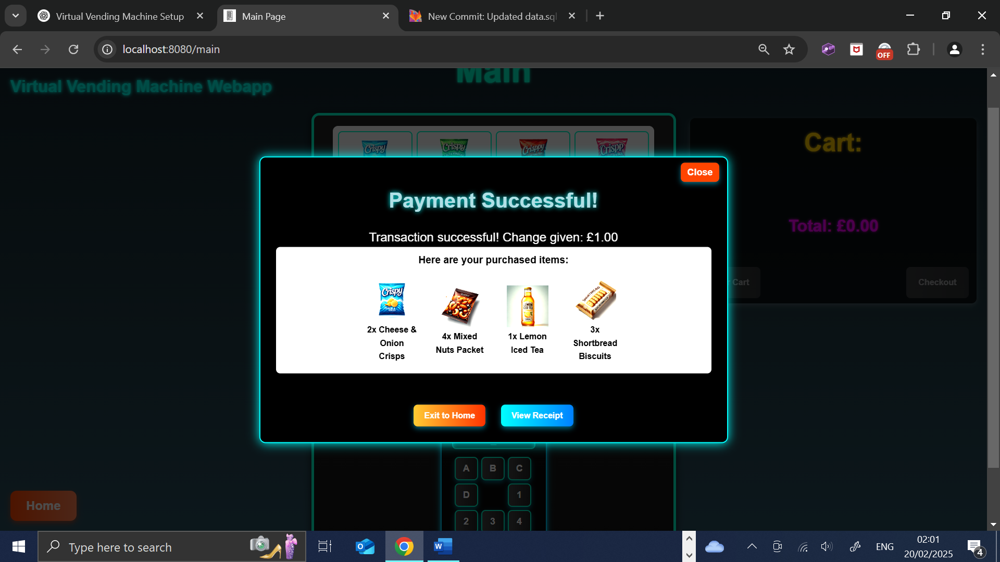 Virtual Vending Machine Setup
Main Page
New Commit: Updated data.sql
localhost:8080/main
OFF
Main
Virtual Vending Machine Webapp
Crispy
Crispy
Crispy
Crispp
Cart:
Total: £0.00
Cart
Checkout
Close
Payment Successful!
Transaction successful! Change given: £1.00
Here are your purchased items:
Crispy
SHORTBREAD
LEMON
ICED TEA
2x Cheese &
Onion
Crisps
4x Mixed
Nuts Packet
1x Lemon
Iced Tea
3x
Shortbread
Biscuits
Exit to Home
View Receipt
A B C
D 1
2 3 4
Home
Type here to search
ENG
02:01
20/02/2025
4